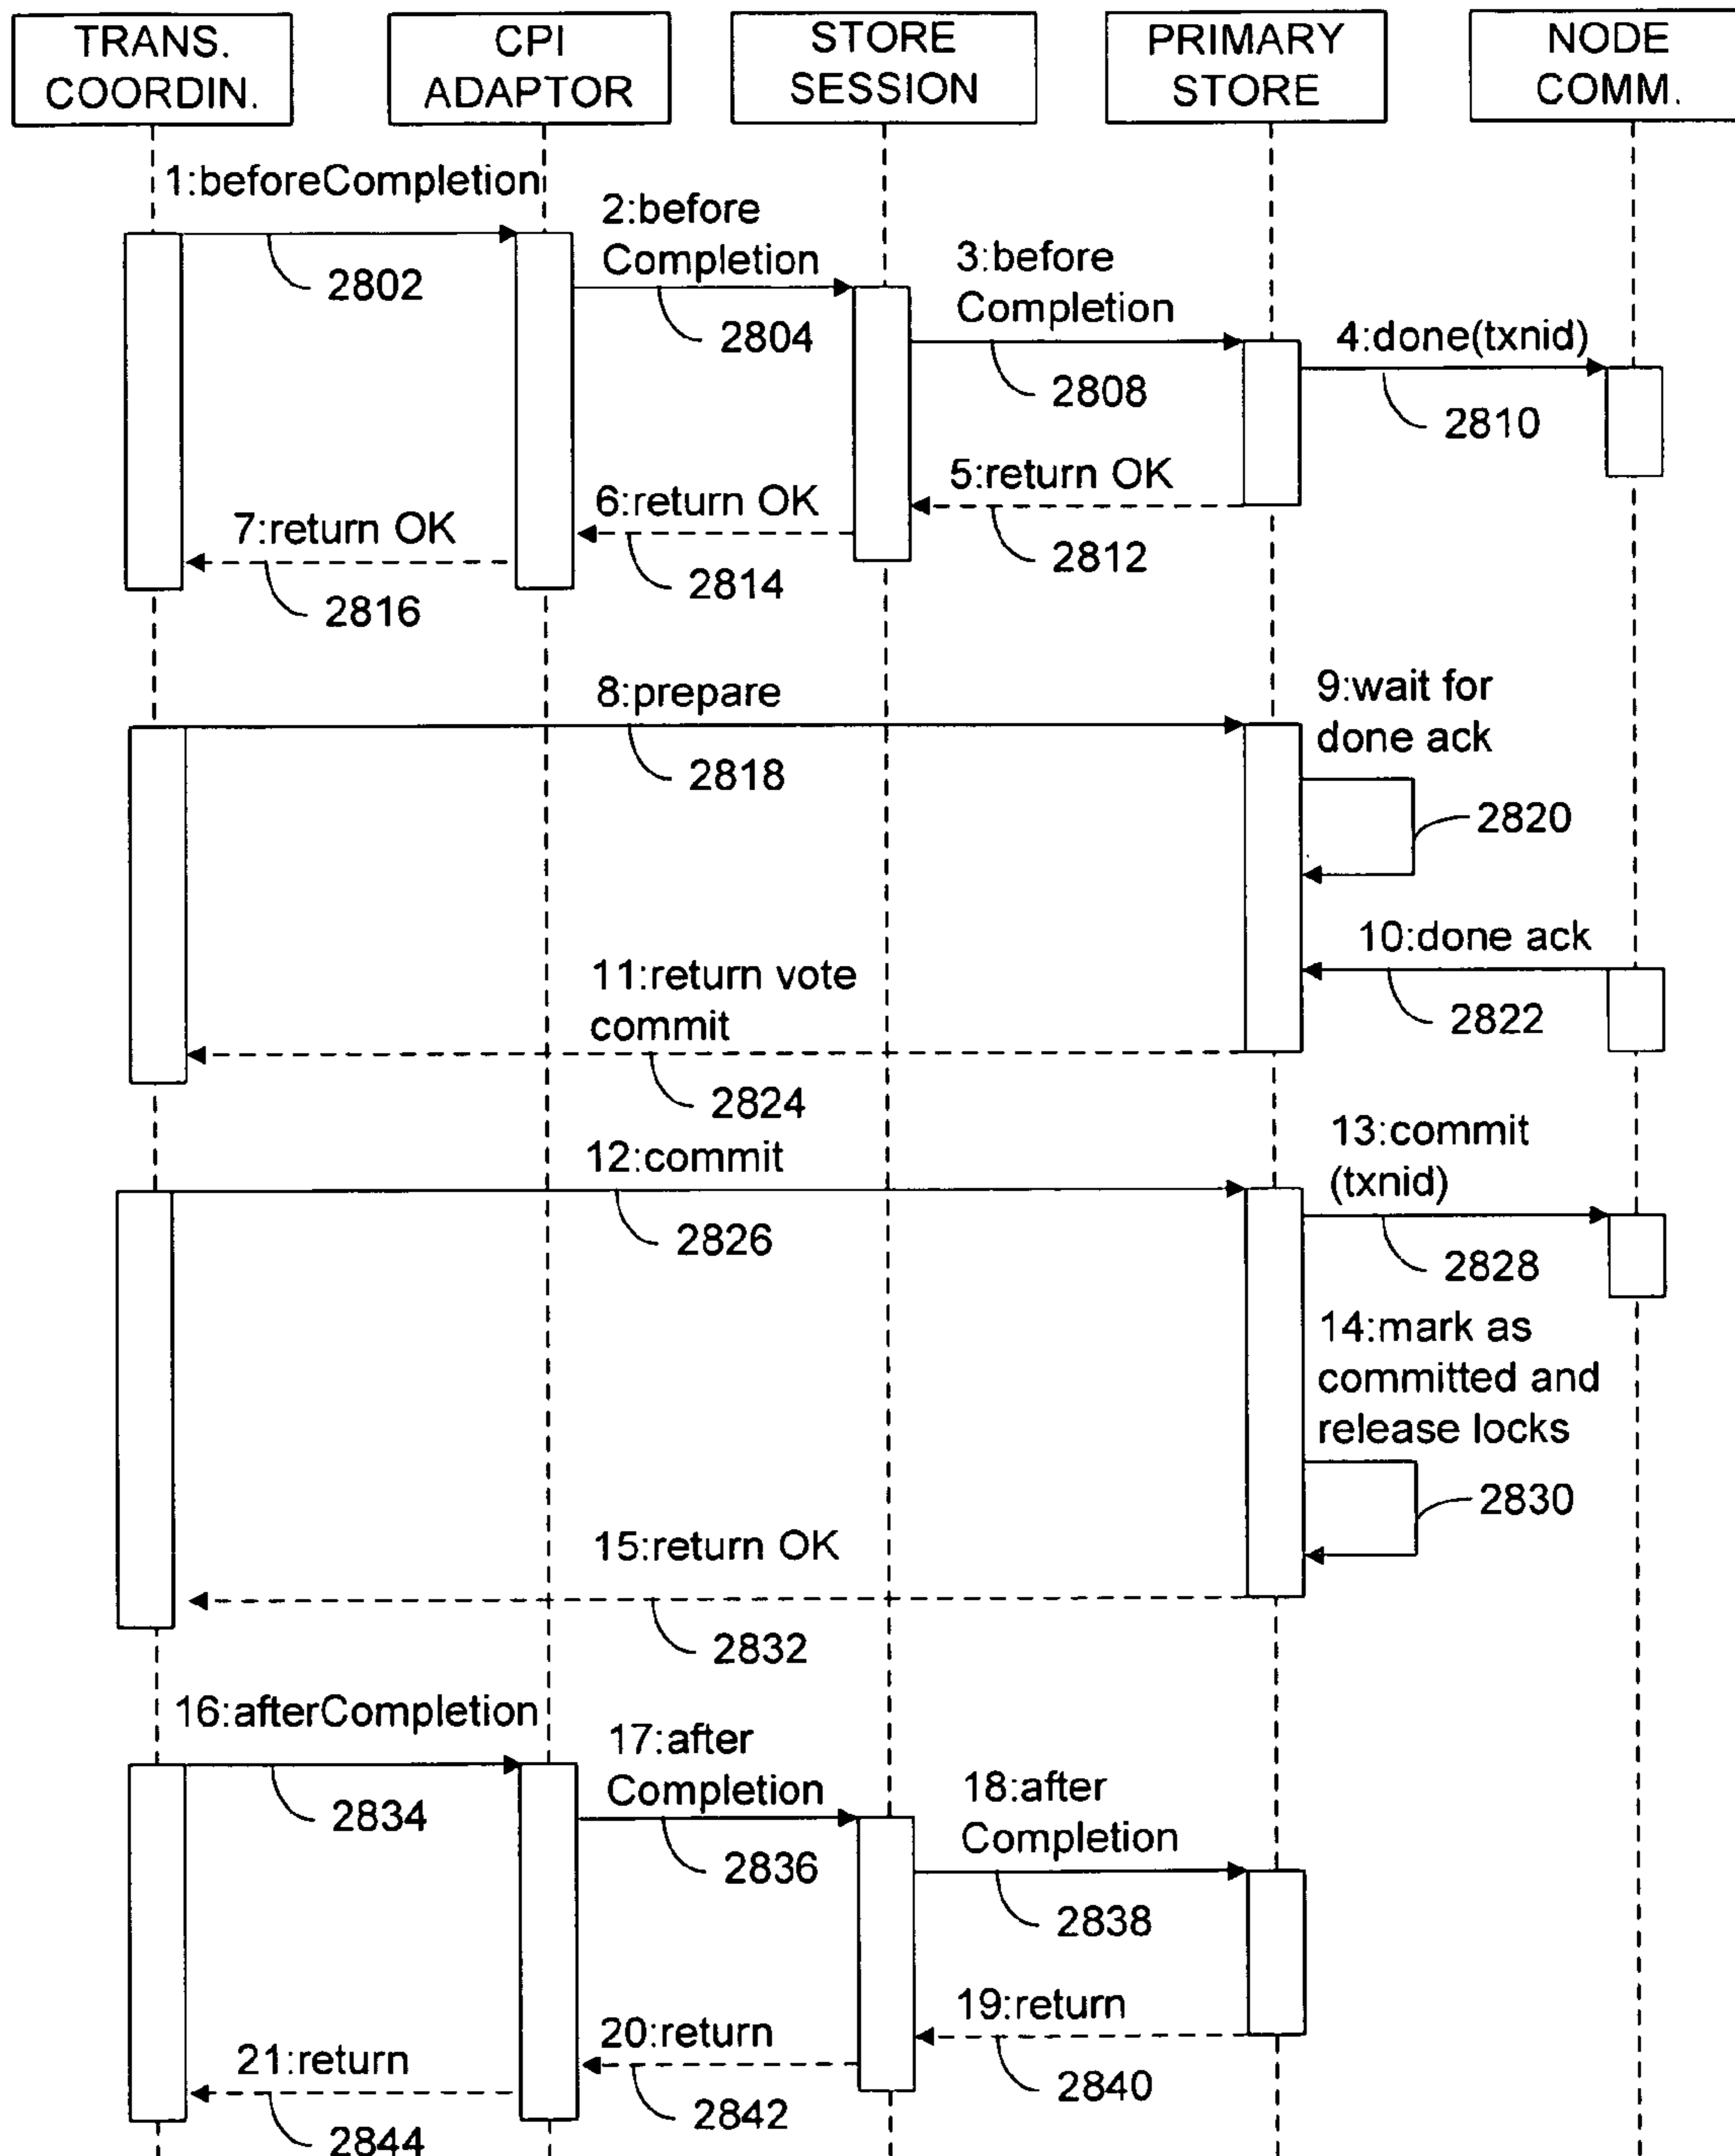 TRANS.
COORDIN.
CPI
ADAPTOR
STORE
SESSION
PRIMARY
STORE
NODE
COMM.
1:beforeCompletion
2802
2:before
Completion
2804
3:before
Completion
2808
4:done(txnid)
2810
5:return OK
2812
6:return OK
2814
7:return OK
2816
8:prepare
2818
9:wait for
done ack
2820
10:done ack
2822
11:return vote
commit
2824
12:commit
2826
13:commit
(txnid)
2828
14:mark as
committed and
release locks
2830
15:return OK
2832
16:afterCompletion
2834
17:after
Completion
2836
18:after
Completion
2838
19:return
2840
20:return
2842
21:return
2844